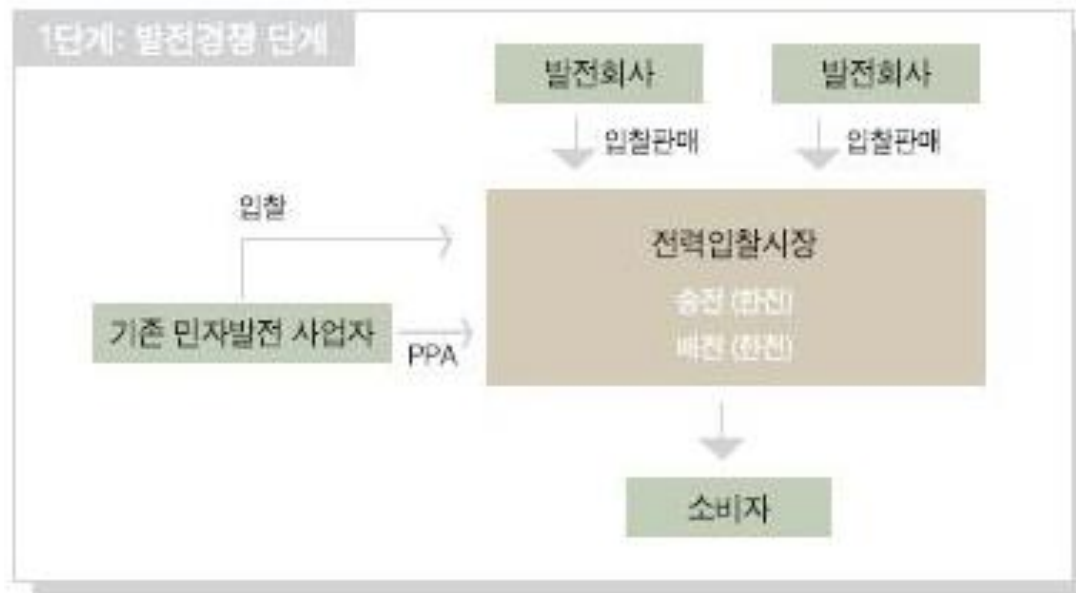 1단계: 발전경쟁 단계
발전회사
발전회사
입찰판매
입찰판매
입찰
전력입찰시장
송전 (한전)
배전 (한전)
기존 민자발전 사업자
PPA
소비자